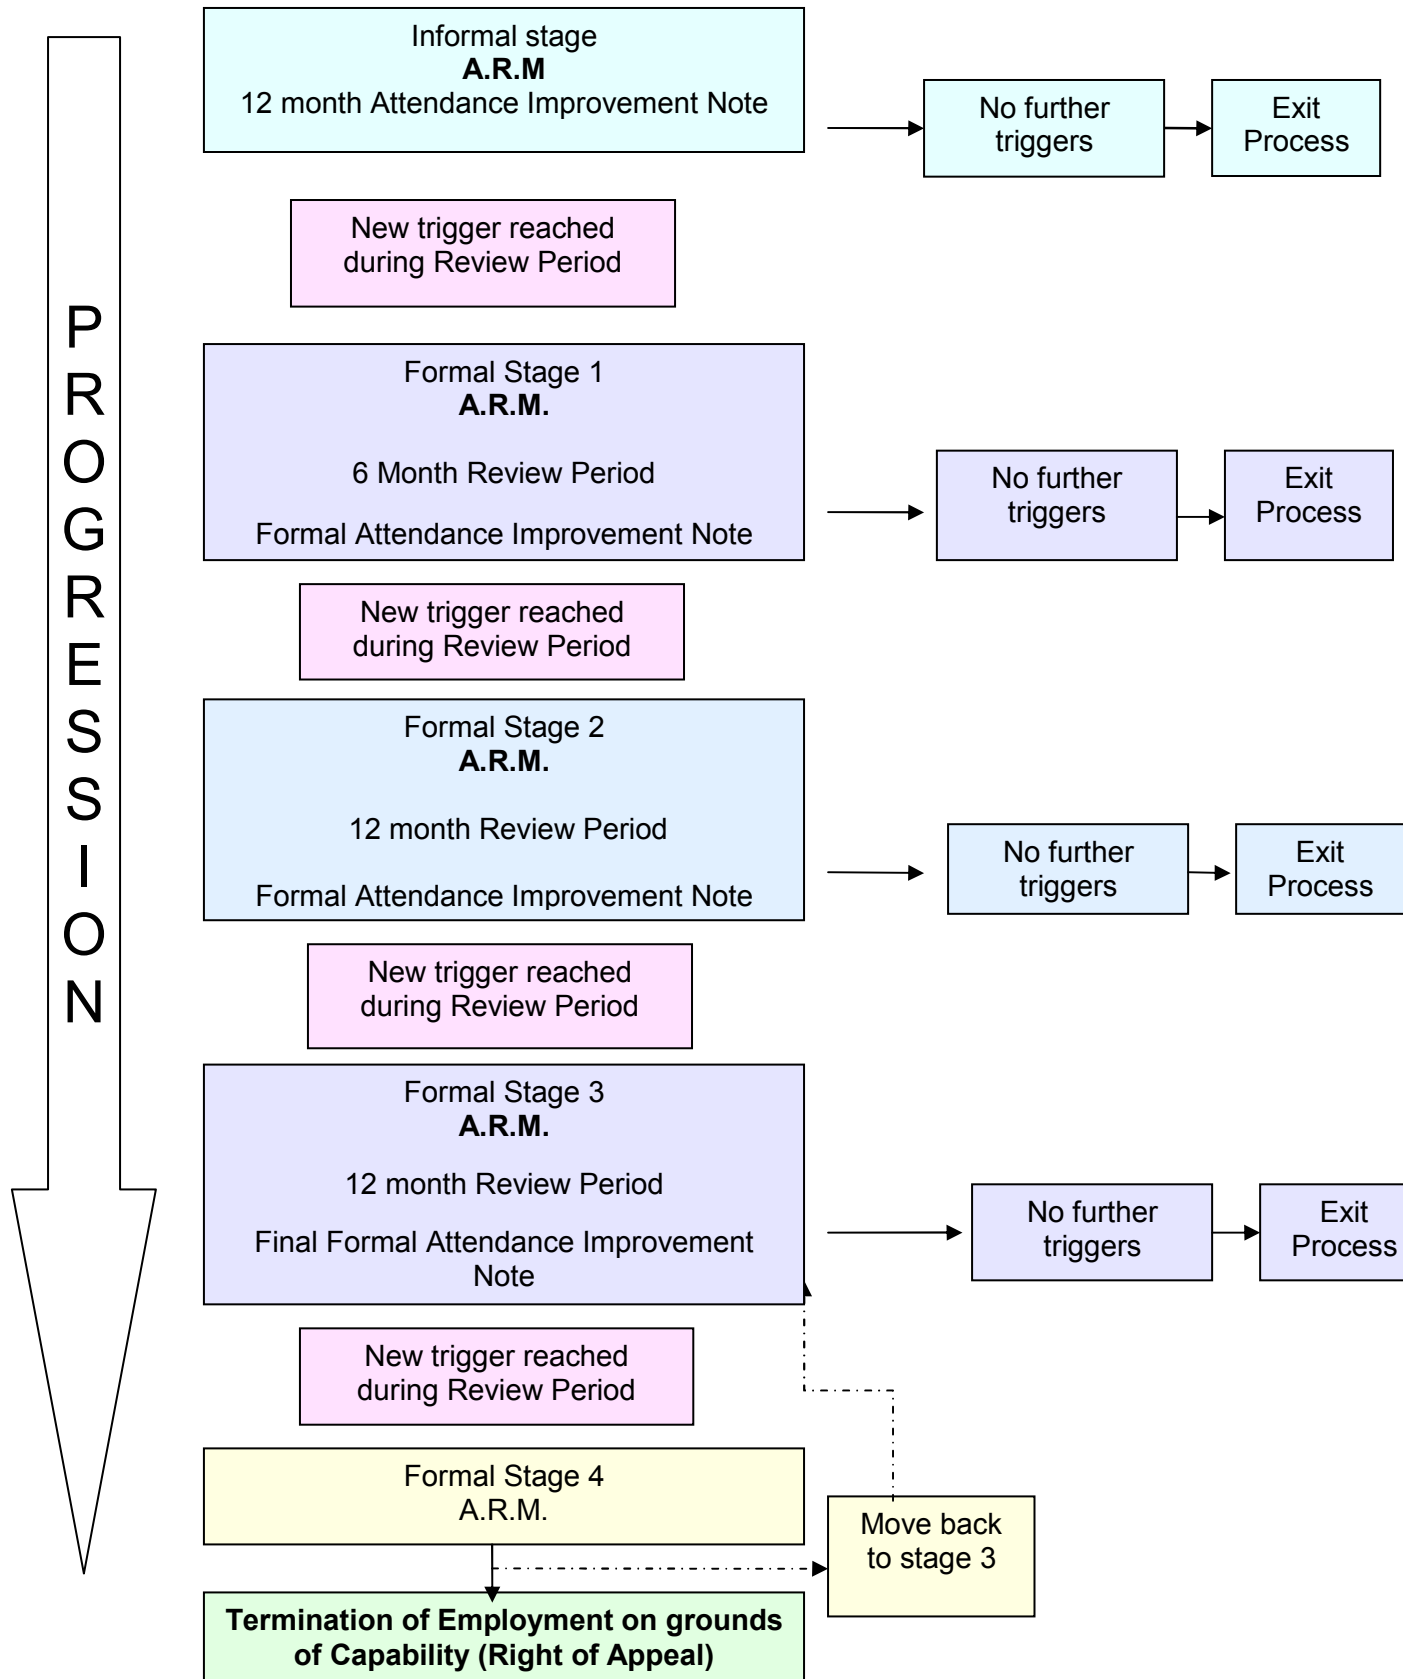 PROGRESSION
Informal stage
A.R.M
12 month Attendance Improvement Note
No further
triggers
Exit
Process
New trigger reached
during Review Period
Formal Stage 1
A.R.M.
6 Month Review Period
Formal Attendance Improvement Note
No further
triggers
Exit
Process
New trigger reached
during Review Period
Formal Stage 2
A.R.M.
12 month Review Period
Formal Attendance Improvement Note
No further
triggers
Exit
Process
New trigger reached
during Review Period
Formal Stage 3
A.R.M.
12 month Review Period
Final Formal Attendance Improvement
Note
No further
triggers
Exit
Process
New trigger reached
during Review Period
Formal Stage 4
A.R.M.
Move back
to stage 3
Termination of Employment on grounds
of Capability (Right of Appeal)